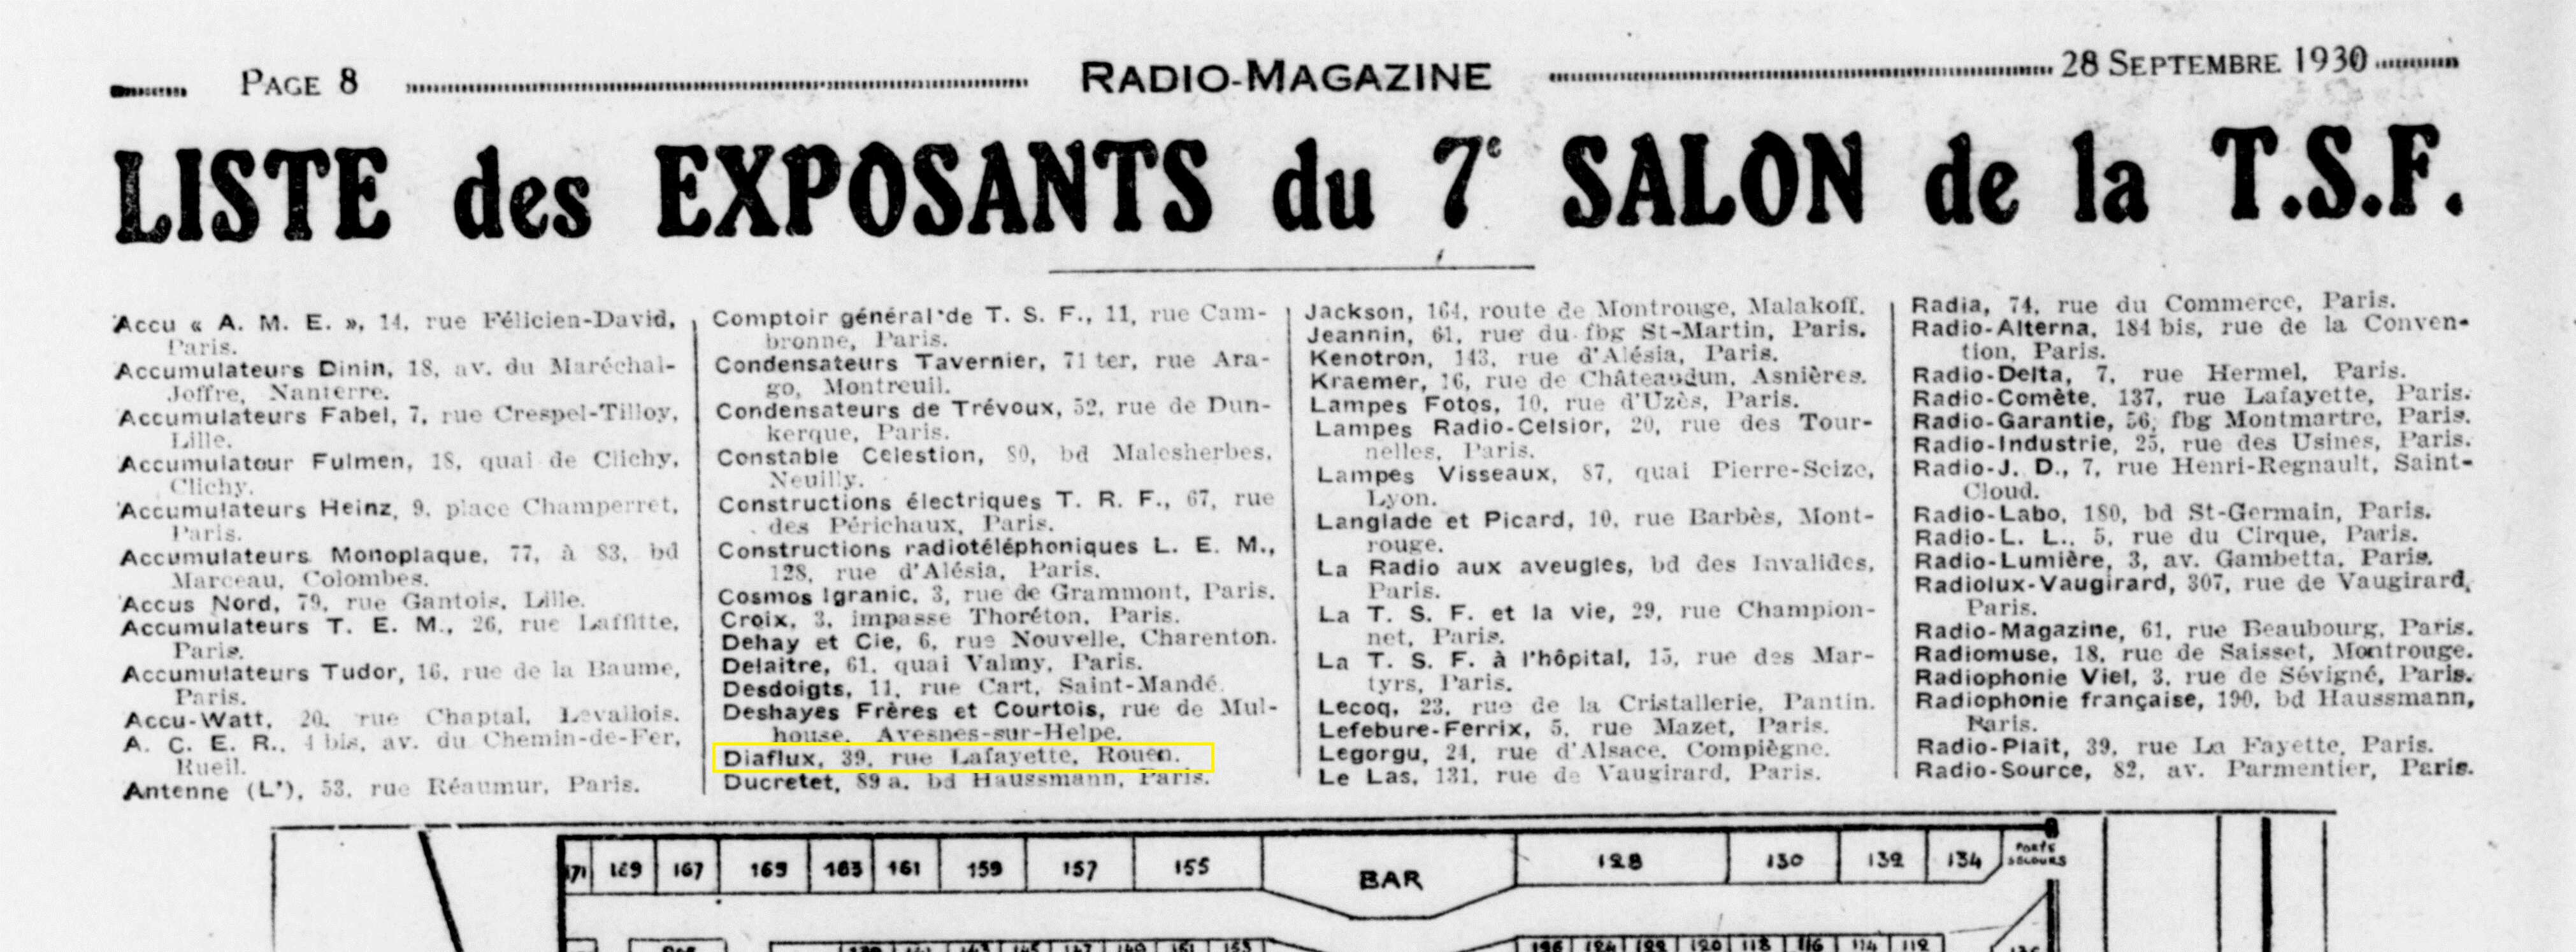 PAGE 8
RADIO-MAGAZINE
28 SEPTEMBRE 1930
LISTE des EXPOSANTS du 7e SALON de la T.S.F.
Accu « A. M. E. », 14, rue Félicien-David,
Paris.
Accumulateurs Dinin, 18, av. du Maréchal-
Joffre, Nanterre.
Accumulateurs Fabel, 7, rue Crespel-Tilloy,
Lille.
Accumulateur Fulmen, 18, quai de Clichy,
Clichy.
Accumulateurs Heinz, 9, place Champerret,
Paris.
Accumulateurs Monoplaque, 77, à 83, bd
Marceau, Colombes.
Accus Nord, 79, rue Gantois, Lille.
Accumulateurs T. E. M., 26, rue Laffitte,
Paris.
Accumulateurs Tudor, 16, rue de la Baume,
Paris.
Accu-Watt, 20, rue Chaptal, Levallois.
A. C. E. R., 4 bis, av. du Chemin-de-Fer,
Rueil.
Antenne (L'), 53, rue Réaumur, Paris.
Comptoir général de T. S. F., 11, rue Cam-
bronne, Paris.
Condensateurs Tavernier, 71 ter, rue Ara-
go, Montreuil.
Condensateurs de Trévoux, 52, rue de Dun-
kerque, Paris.
Constable Celestion, 80, bd Malesherbes,
Neuilly.
Constructions électriques T. R. F., 67, rue
des Périchaux, Paris.
Constructions radiotéléphoniques L. E. M.,
128, rue d'Alésia, Paris.
Cosmos Igranic, 3, rue de Grammont, Paris.
Croix, 3, impasse Thoréton, Paris.
Dehay et Cie, 6, rue Nouvelle, Charenton.
Delaitre, 61, quai Valmy, Paris.
Desdoigts, 11, rue Cart, Saint-Mandé.
Deshayes Frères et Courtois, rue de Mul-
house, Avesnes-sur-Helpe.
Diaflux, 39, rue Lafayette, Rouen.
Ducretet, 89 a, bd Haussmann, Paris.
Jackson, 164, route de Montrouge, Malakoff.
Jeannin, 61, rue du fbg St-Martin, Paris.
Kenotron, 143, rue d'Alésia, Paris.
Kraemer, 16, rue de Châteaudun, Asnières.
Lampes Fotos, 10, rue d'Uzès, Paris.
Lampes Radio-Celsior, 20, rue des Tour-
nelles, Paris.
Lampes Visseaux, 87, quai Pierre-Scize,
Lyon.
Langlade et Picard, 10, rue Barbès, Mont-
rouge.
La Radio aux aveugles, bd des Invalides,
Paris.
La T. S. F. et la vie, 29, rue Champion-
net, Paris.
La T. S. F. à l'hôpital, 15, rue des Mar-
tyrs, Paris.
Lecoq, 23, rue de la Cristallerie, Pantin.
Lefebure-Ferrix, 5, rue Mazet, Paris.
Legorgu, 24, rue d'Alsace, Compiègne.
Le Las, 131, rue de Vaugirard, Paris.
Radia, 74, rue du Commerce, Paris.
Radio-Alterna, 184 bis, rue de la Conven-
tion, Paris.
Radio-Delta, 7, rue Hermel, Paris.
Radio-Comète, 137, rue Lafayette, Paris.
Radio-Garantie, 56, fbg Montmartre, Paris.
Radio-Industrie, 25, rue des Usines, Paris.
Radio-J. D., 7, rue Henri-Regnault, Saint-
Cloud.
Radio-Labo, 180, bd St-Germain, Paris.
Radio-L. L., 5, rue du Cirque, Paris.
Radio-Lumière, 3, av. Gambetta, Paris.
Radiolux-Vaugirard, 307, rue de Vaugirard,
Paris.
Radio-Magazine, 61, rue Beaubourg, Paris.
Radiomuse, 18, rue de Saisset, Montrouge.
Radiophonie Viel, 3, rue de Sévigné, Paris.
Radiophonie française, 190, bd Haussmann,
Paris.
Radio-Plait, 39, rue La Fayette, Paris.
Radio-Source, 82, av. Parmentier, Paris.
171 169 167 169 163 161 159 157 155 BAR 128 130 132 134 PORTE
SECOURS